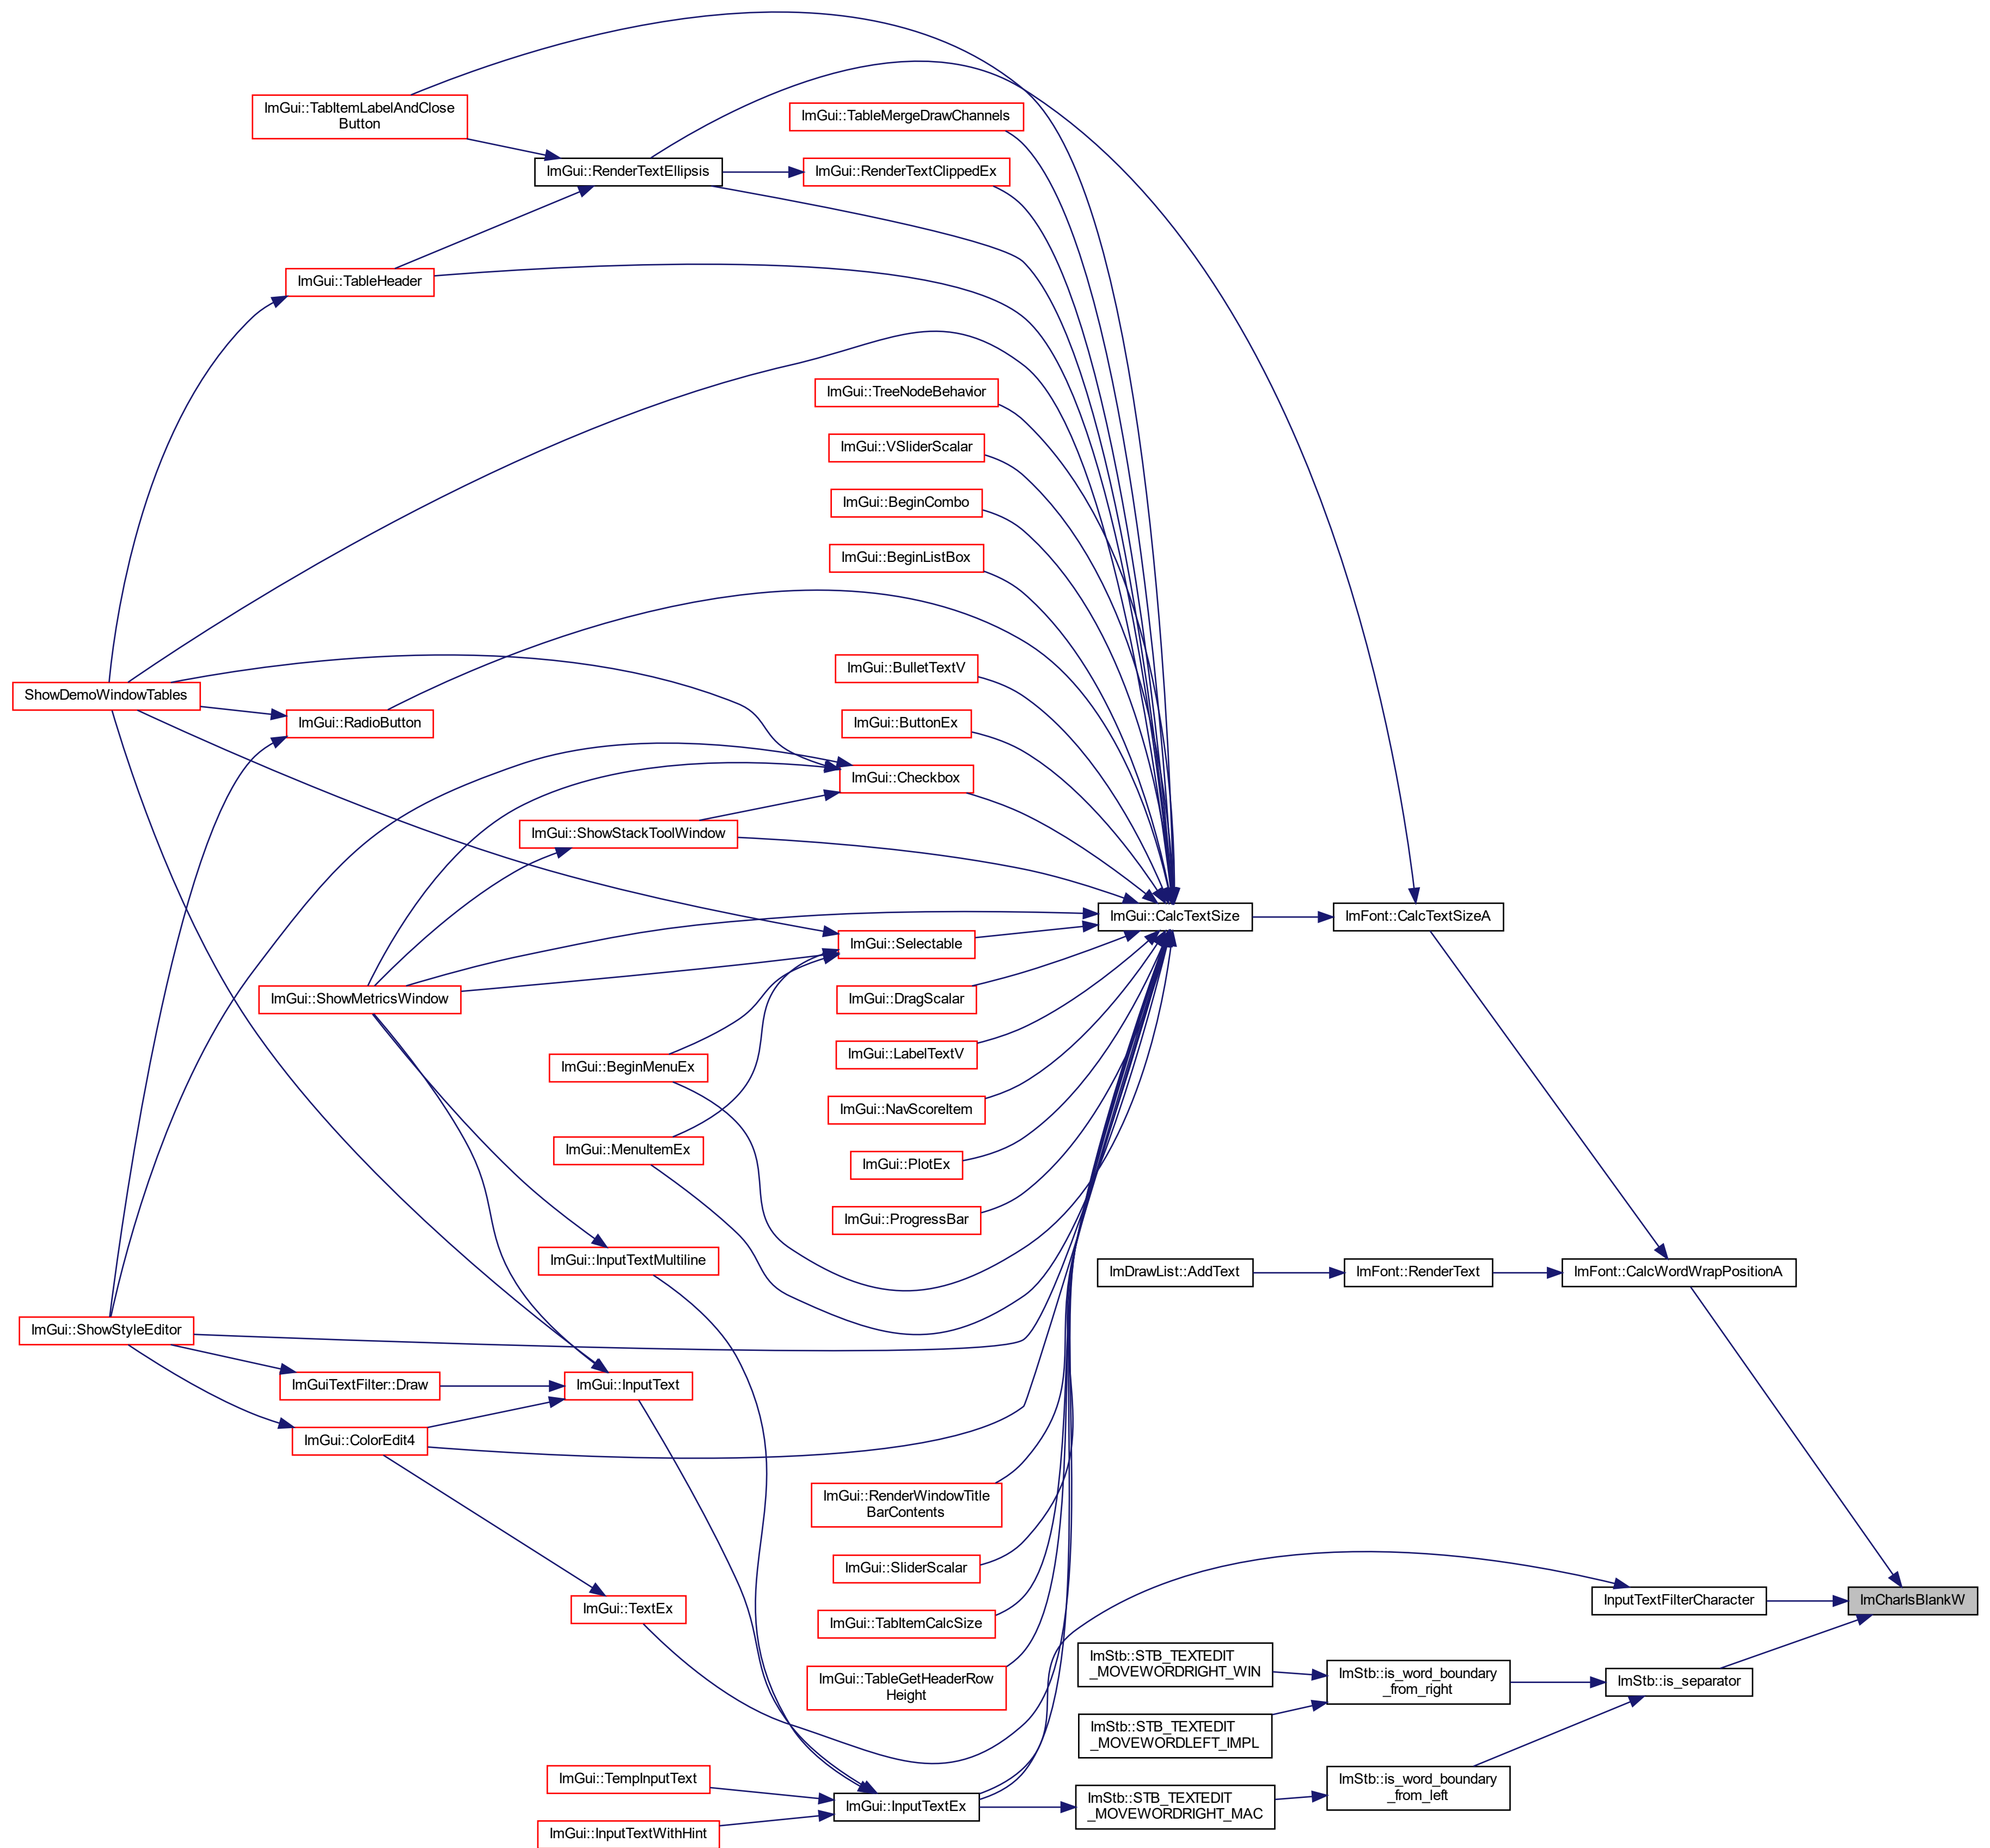 ImGui::TabItemLabelAndClose
Button
ImGui::TableMergeDrawChannels
ImGui::RenderTextEllipsis
ImGui::RenderTextClippedEx
ImGui::TableHeader
ImGui::TreeNodeBehavior
ImGui::VSliderScalar
ImGui::BeginCombo
ImGui::BeginListBox
ImGui::BulletTextV
ShowDemoWindowTables
ImGui::RadioButton
ImGui::ButtonEx
ImGui::Checkbox
ImGui::ShowStackToolWindow
ImGui::CalcTextSize
ImFont::CalcTextSizeA
ImGui::Selectable
ImGui::ShowMetricsWindow
ImGui::DragScalar
ImGui::LabelTextV
ImGui::BeginMenuEx
ImGui::NavScoreItem
ImGui::MenuItemEx
ImGui::PlotEx
ImGui::ProgressBar
ImGui::InputTextMultiline
ImDrawList::AddText
ImFont::RenderText
ImFont::CalcWordWrapPositionA
ImGui::ShowStyleEditor
ImGuiTextFilter::Draw
ImGui::InputText
ImGui::ColorEdit4
ImGui::RenderWindowTitle
BarContents
ImGui::SliderScalar
ImGui::TextEx
ImGui::TabItemCalcSize
InputTextFilterCharacter
ImCharIsBlankW
ImGui::TableGetHeaderRow
Height
ImStb::STB_TEXTEDIT
_MOVEWORDRIGHT_WIN
ImStb::is_word_boundary
_from_right
ImStb::is_separator
ImStb::STB_TEXTEDIT
_MOVEWORDLEFT_IMPL
ImGui::TempInputText
ImGui::InputTextEx
ImStb::STB_TEXTEDIT
_MOVEWORDRIGHT_MAC
ImStb::is_word_boundary
_from_left
ImGui::InputTextWithHint